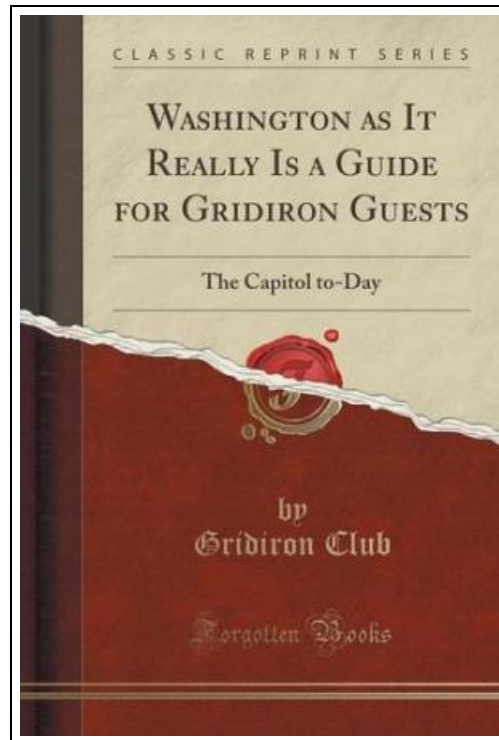 CLASSIC REPRINT SERIES
WASHINGTON AS IT
REALLY IS A GUIDE
FOR GRIDIRON GUESTS
The Capitol to-Day
F
by
Gridiron Club
Forgotten Books